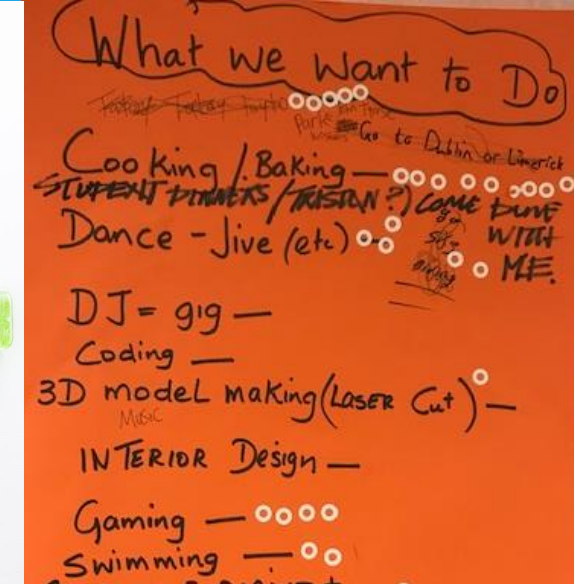 What we want to Do
Park
Go to Dublin or Limerick
Cooking / Baking —
STUDENT DINNERS / TRISTAN?) COME DINE
WITH
ME.
Dance - Jive (etc)
DJ = gig —
Coding —
3D model making (LASER Cut) —
Music
INTERIOR Design —
Gaming —
Swimming —